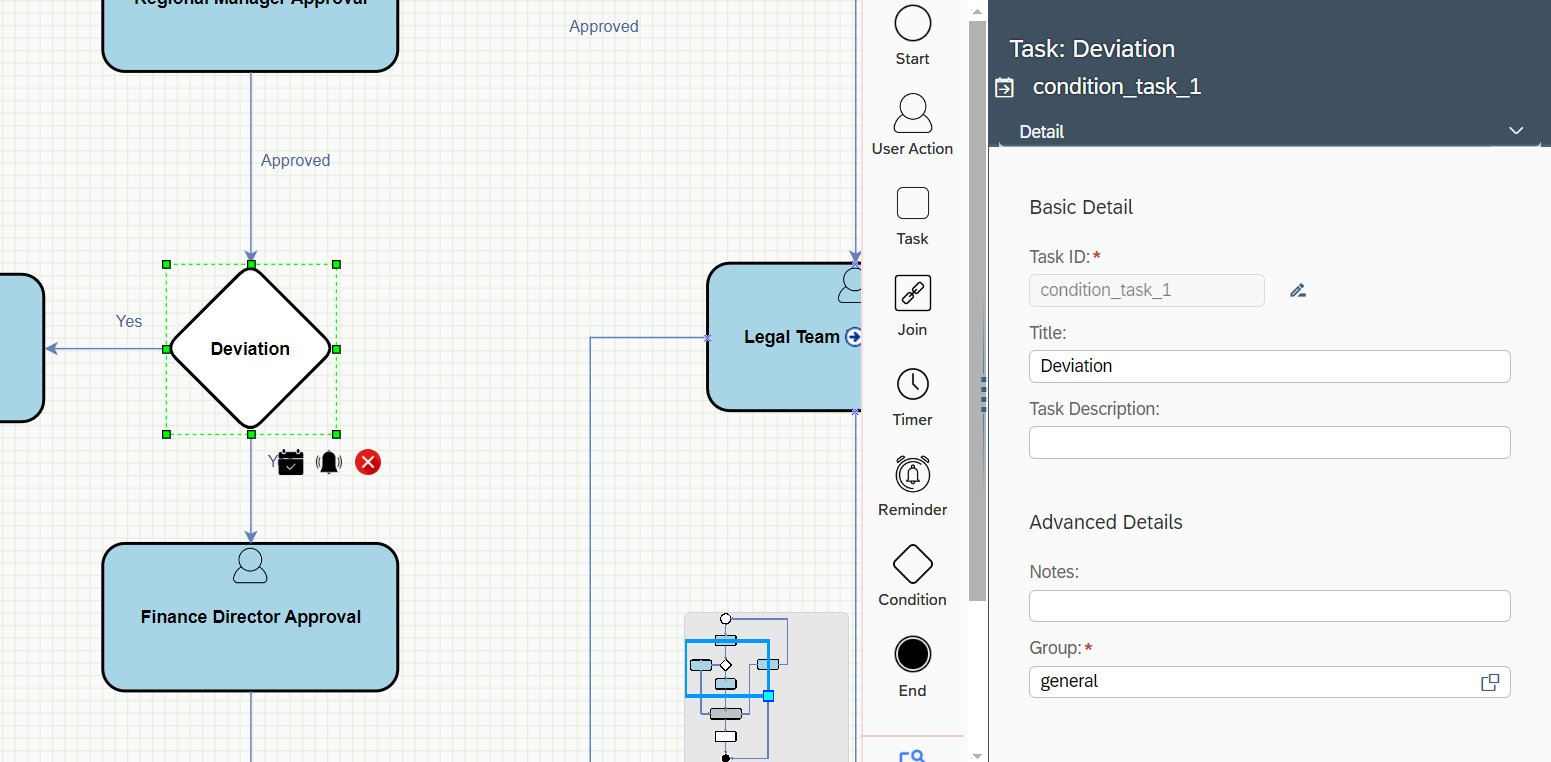 Regional Manager Approval
Approved
Approved
Yes
Deviation
Legal Team
Finance Director Approval
Start
User Action
Task
Join
Timer
Reminder
Condition
End
Task: Deviation
condition_task_1
Detail
Basic Detail
Task ID:*
condition_task_1
Title:
Deviation
Task Description:
Advanced Details
Notes:
Group:*
general